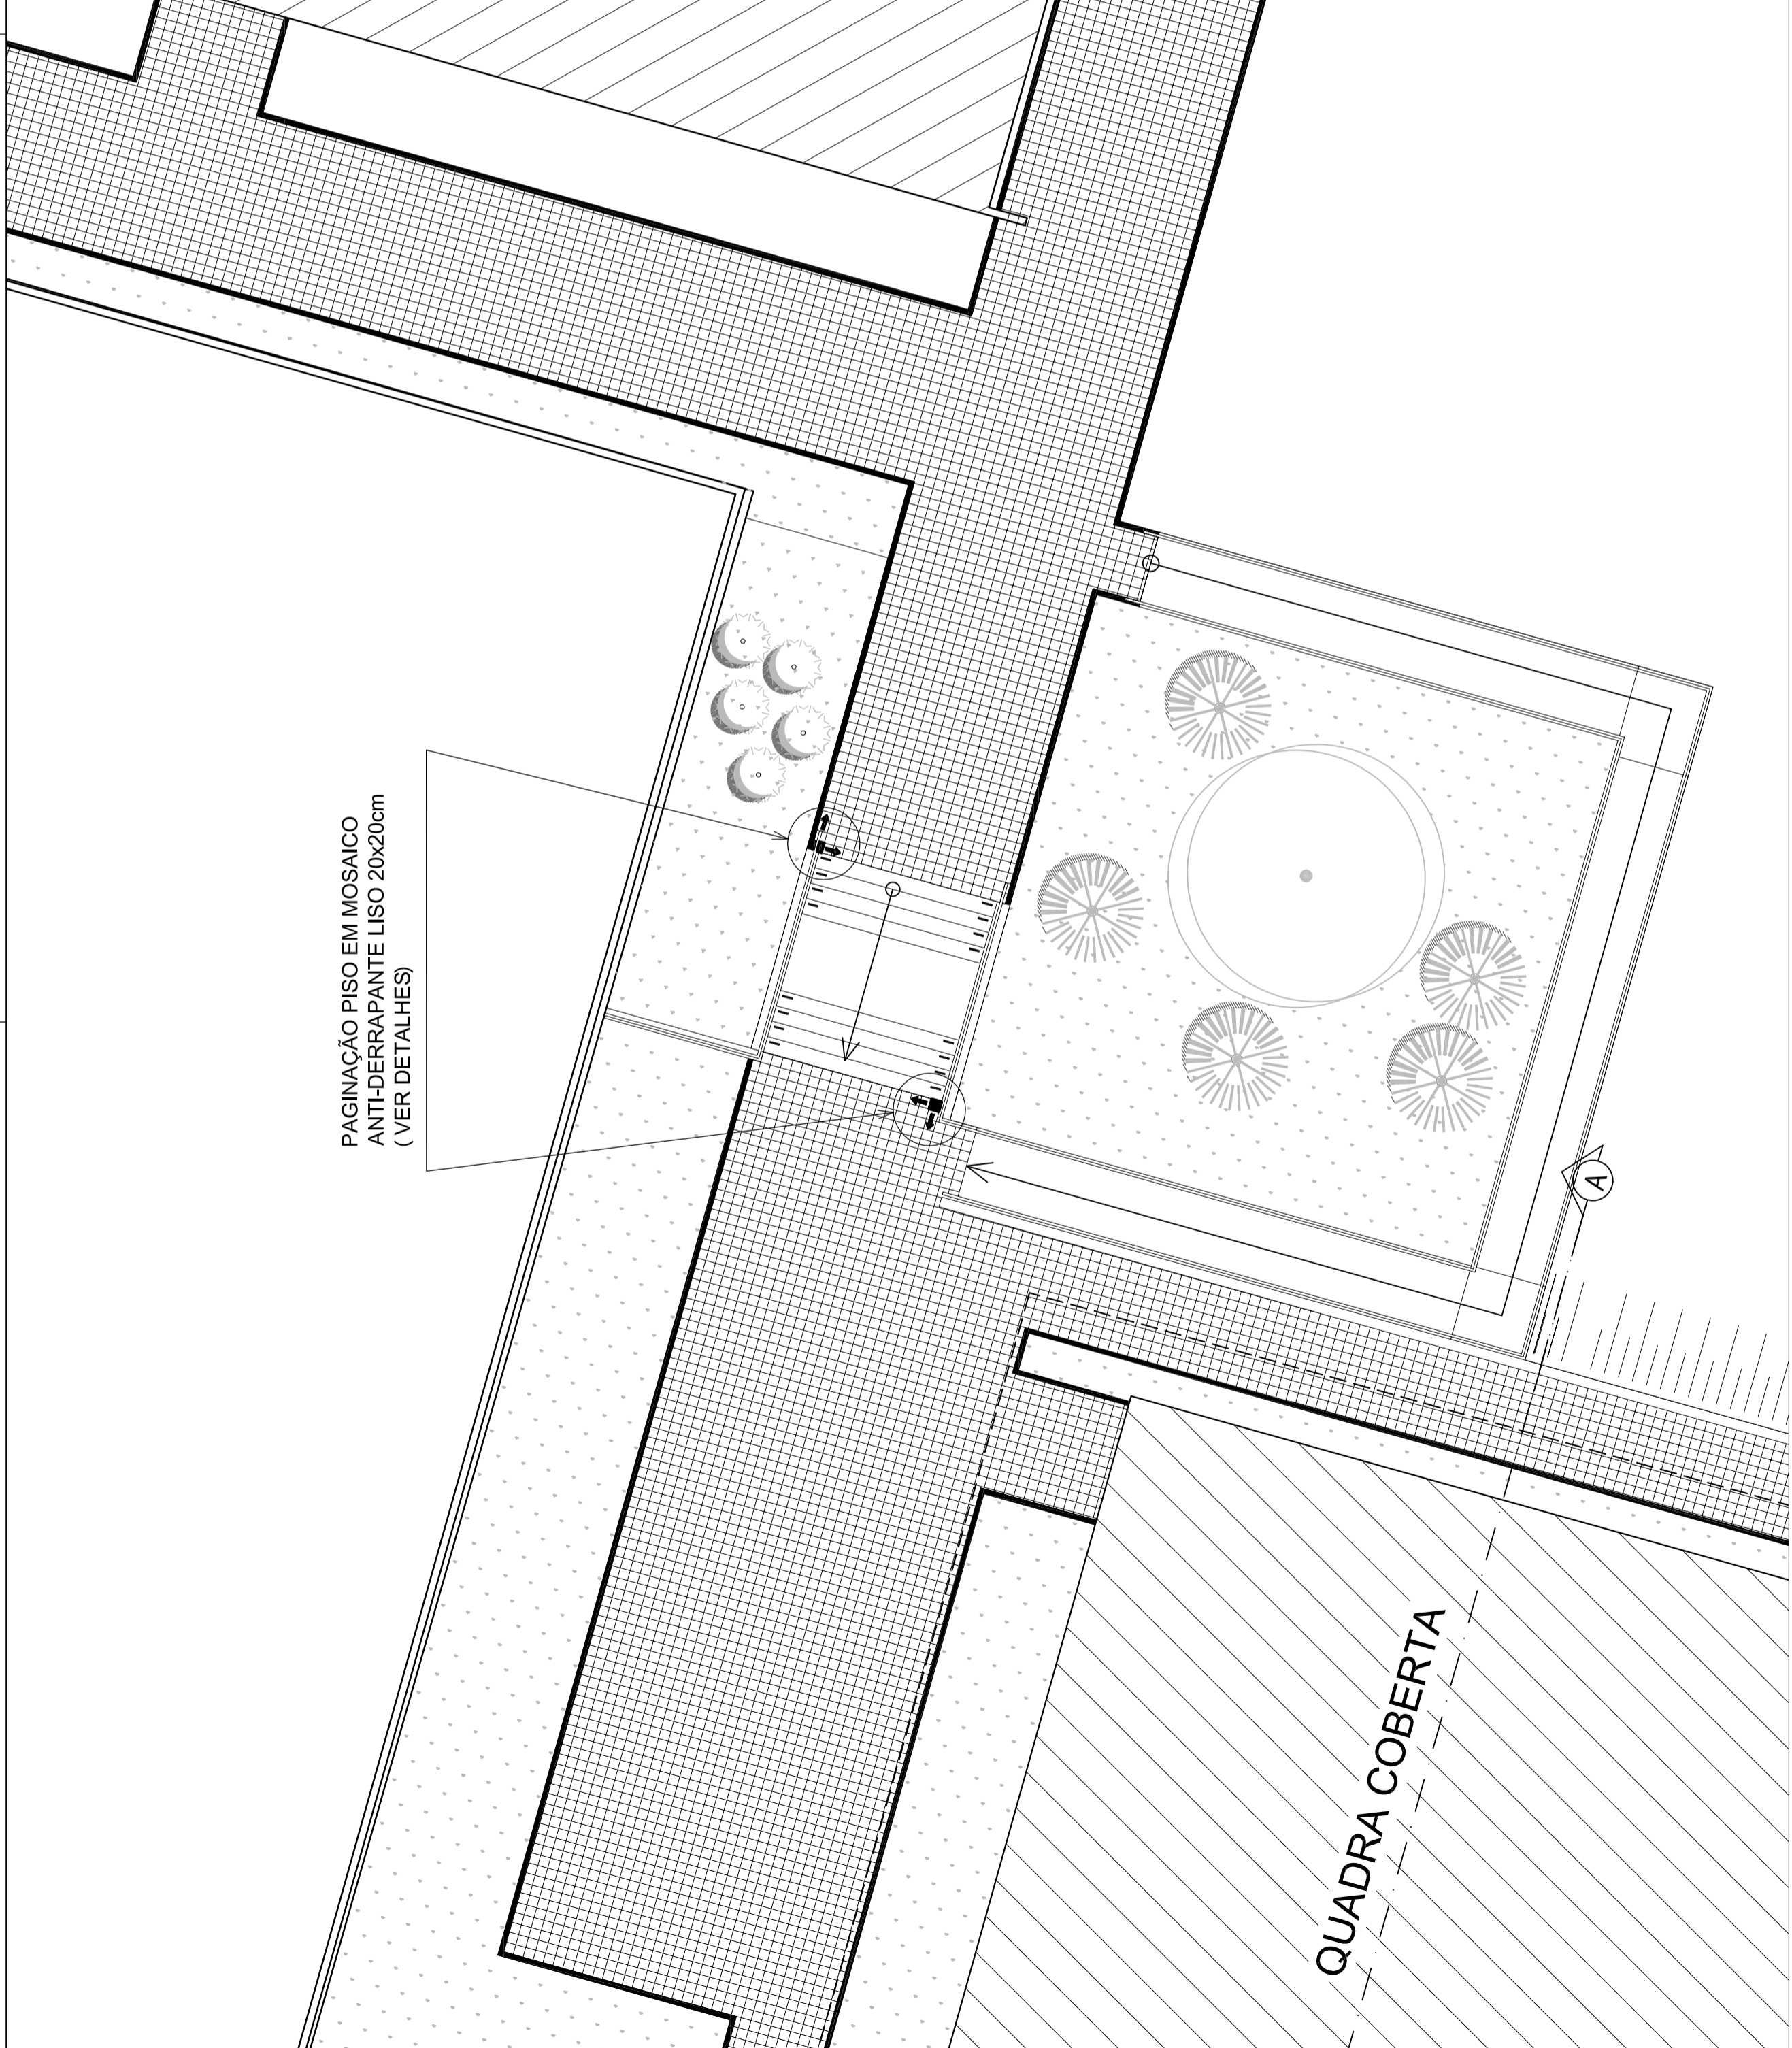 PAGINAÇÃO PISO EM MOSAICO
ANTI-DERRAPANTE LISO 20x20cm
( VER DETALHES)
A
QUADRA COBERTA